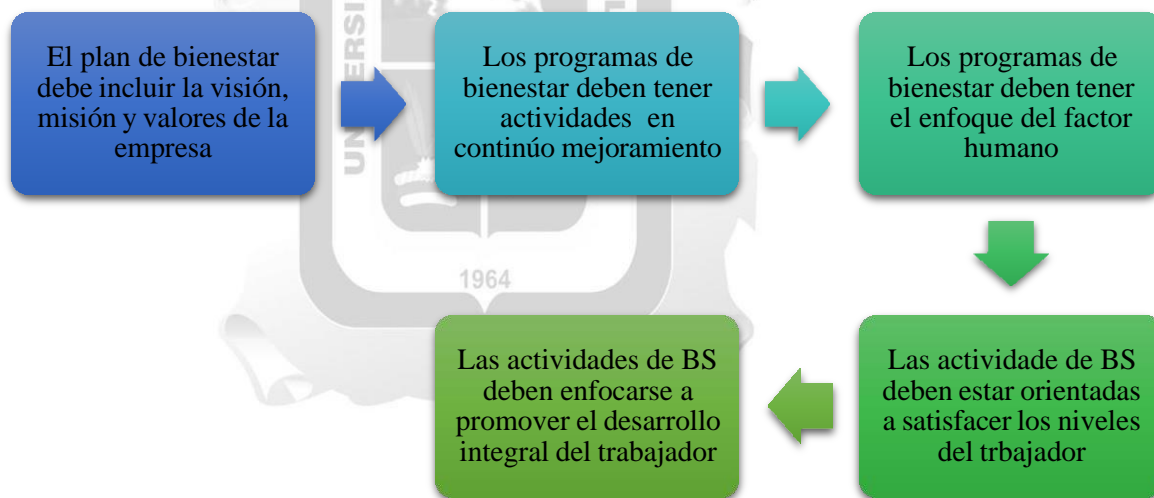 El plan de bienestar
debe incluir la visión,
misión y valores de la
empresa
Los programas de
bienestar deben tener
actividades en
continúo mejoramiento
Los programas de
bienestar deben tener
el enfoque del factor
humano
Las actividade de BS
deben estar orientadas
a satisfacer los niveles
del trbajador
Las actividades de BS
deben enfocarse a
promover el desarrollo
integral del trabajador
1964